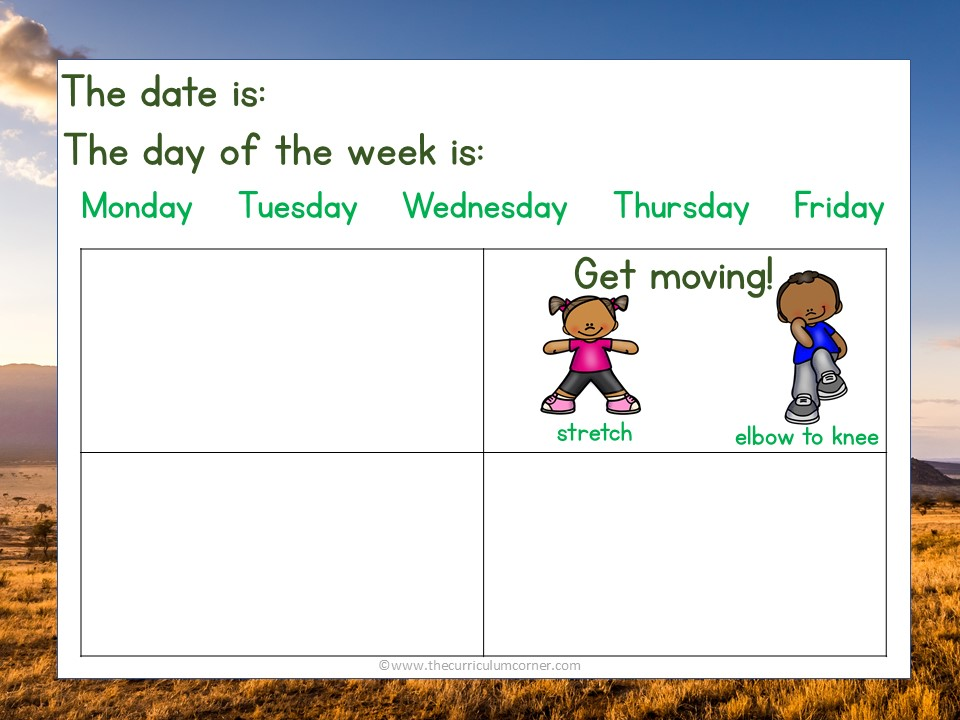 The date is:
The day of the week is:
Monday Tuesday Wednesday Thursday Friday
Get moving!
stretch
elbow to knee
©www.thecurriculumcorner.com